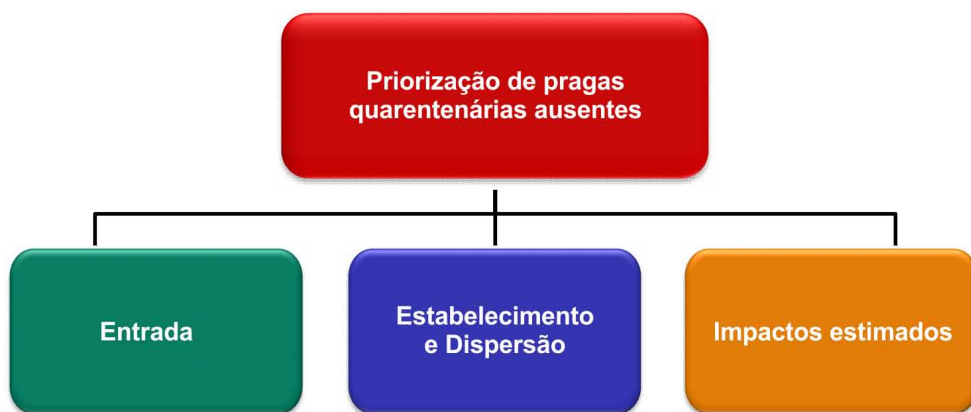 Priorização de pragas
quarentenárias ausentes
Entrada
Estabelecimento
e Dispersão
Impactos estimados